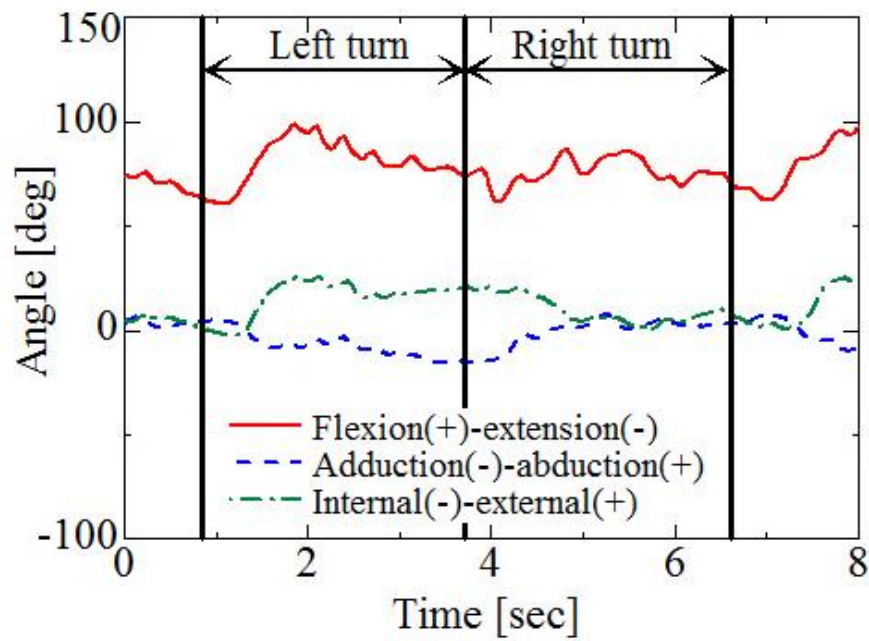 150
Left turn
Right turn
100
50
0
-100
Angle [deg]
Flexion(+)-extension(-)
Adduction(-)-abduction(+)
Internal(-)-external(+)
0
2
4
6
8
Time [sec]